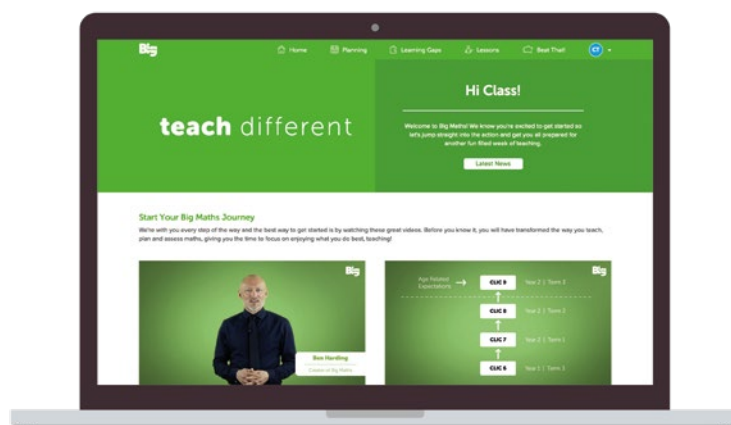 Big
Home
Planning
Learning Gaps
Lessons
Beat That!
CT
teach different
Hi Class!
Welcome to Big Maths! We know you're excited to get started so
let's jump straight into the action and get you all prepared for
another fun filled week of teaching.
Latest News
Start Your Big Maths Journey
We're with you every step of the way and the best way to get started is by watching these great videos. Before you know it, you will have transformed the way you teach,
plan and assess maths, giving you the time to focus on enjoying what you do best, teaching!
Big
Ben Harding
Creator of Big Maths
Big
Age Related
Expectations
CLIC 9
Year 2 | Term 3
CLIC 8
Year 2 | Term 2
CLIC 7
Year 2 | Term 1
CLIC 6
Year 1 | Term 3